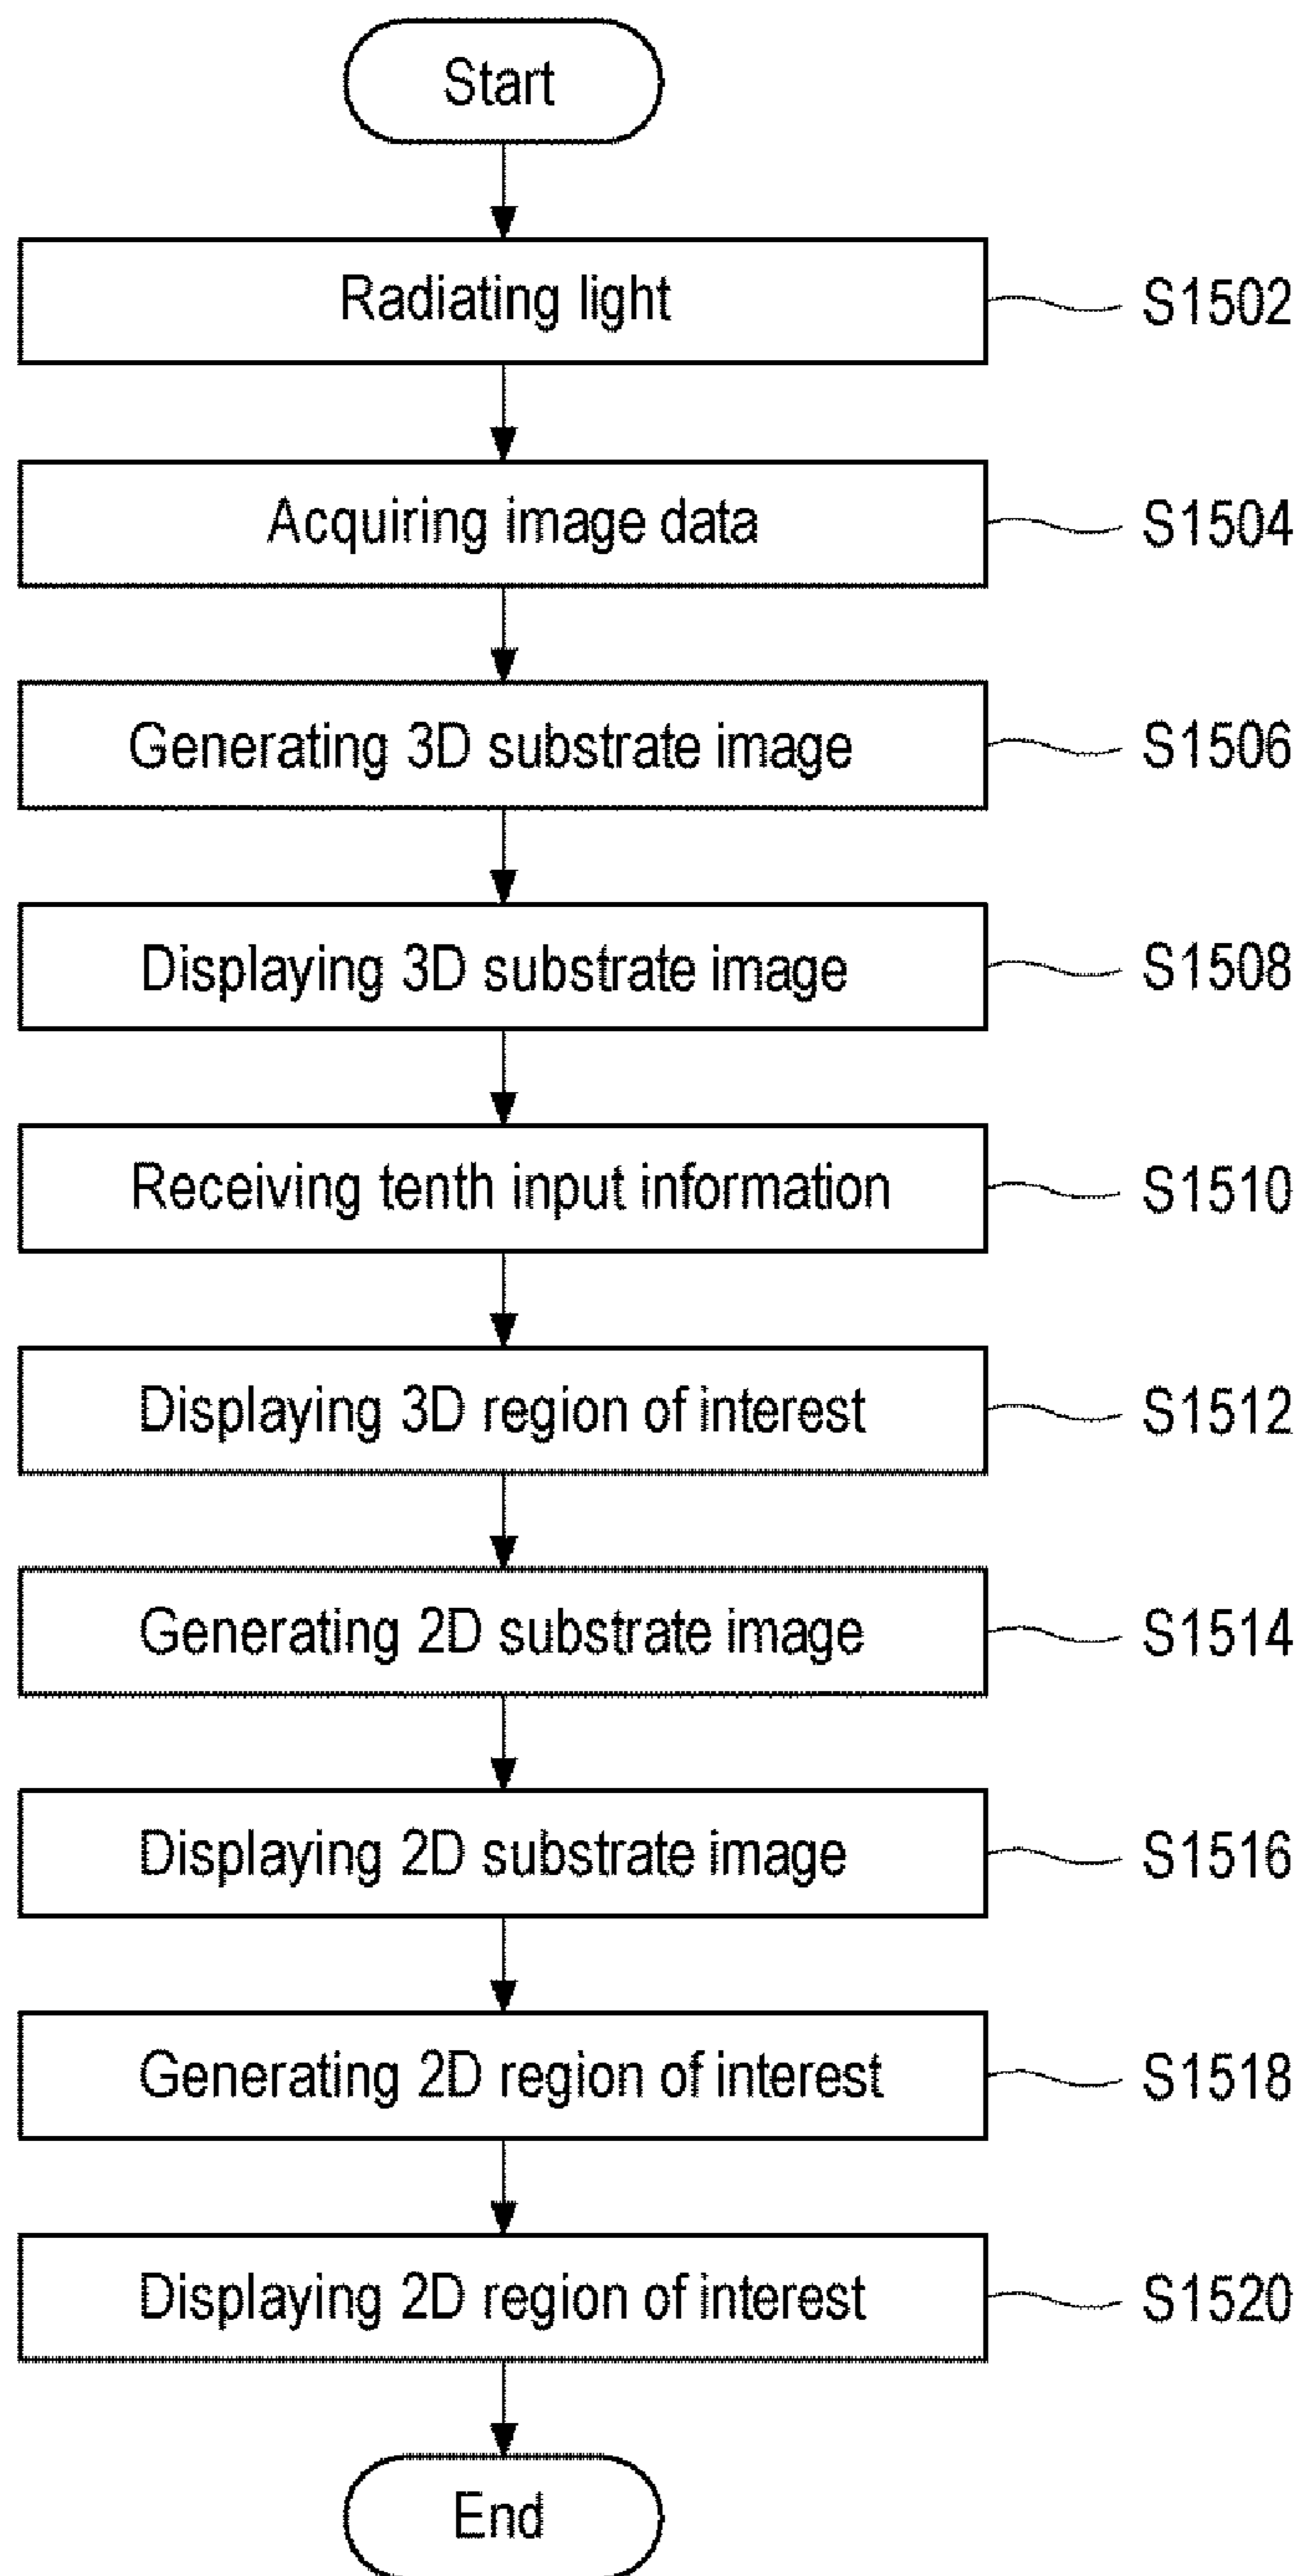 Start
Radiating light
S1502
Acquiring image data
S1504
Generating 3D substrate image
S1506
Displaying 3D substrate image
S1508
Receiving tenth input information
S1510
Displaying 3D region of interest
S1512
Generating 2D substrate image
S1514
Displaying 2D substrate image
S1516
Generating 2D region of interest
S1518
Displaying 2D region of interest
S1520
End